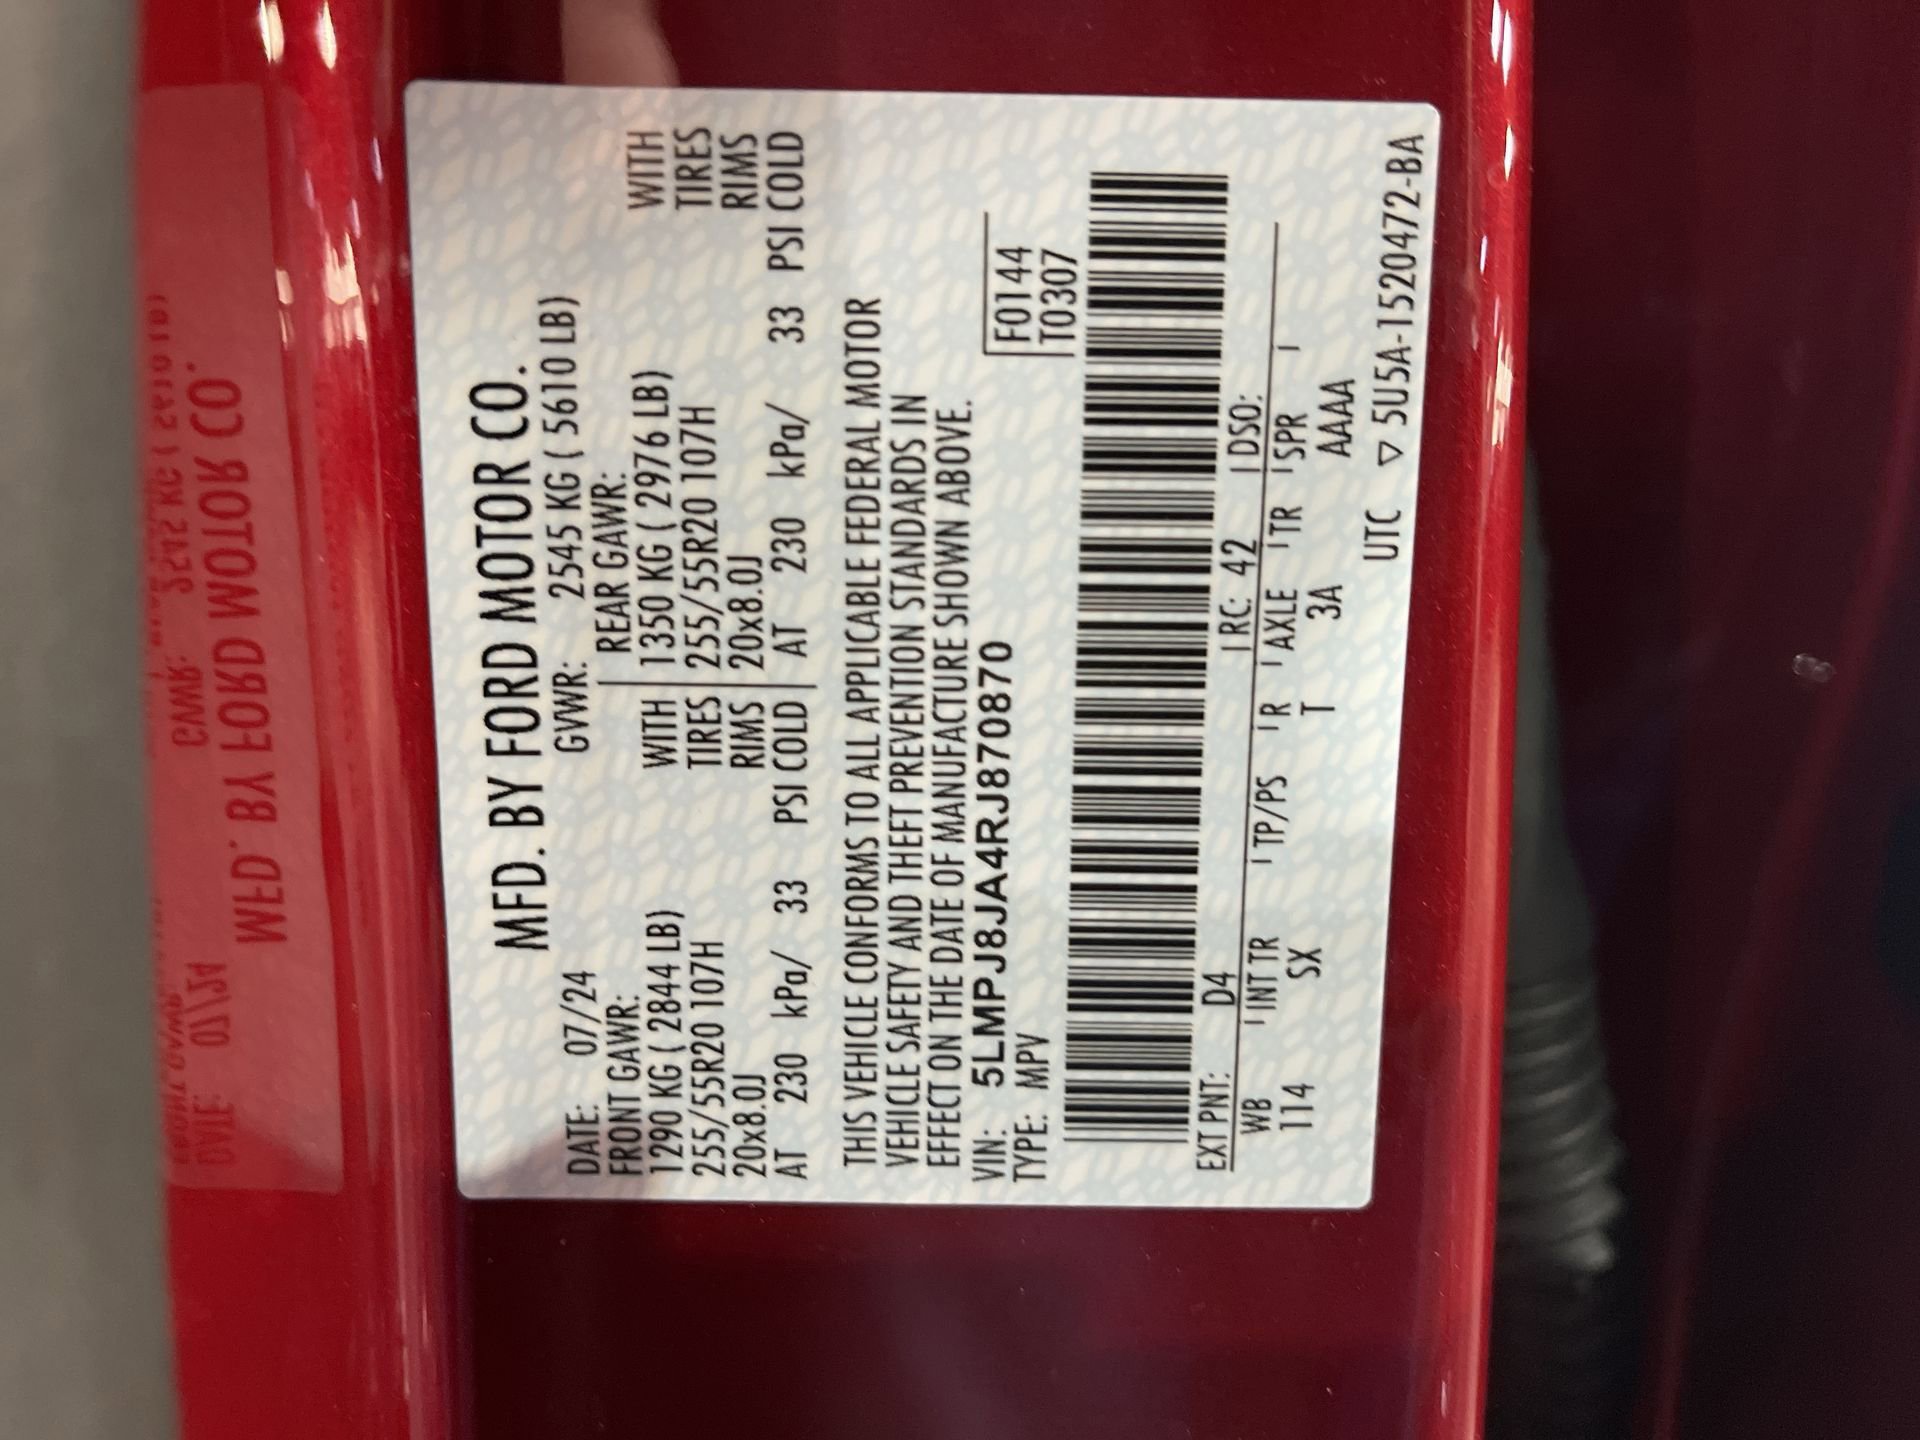 MFD. BY FORD MOTOR CO.
DATE: 07/24 GVWR: 2545 KG ( 5610 LB)
FRONT GAWR: REAR GAWR:
1290 KG ( 2844 LB) WITH 1350 KG ( 2976 LB) WITH
255/55R20 107H TIRES 255/55R20 107H TIRES
20x8.0J RIMS 20x8.0J RIMS
AT 230 kPa/ 33 PSI COLD AT 230 kPa/ 33 PSI COLD
THIS VEHICLE CONFORMS TO ALL APPLICABLE FEDERAL MOTOR
VEHICLE SAFETY AND THEFT PREVENTION STANDARDS IN
EFFECT ON THE DATE OF MANUFACTURE SHOWN ABOVE.
VIN: 5LMPJ8JA4RJ870870 F0144
TYPE: MPV T0307
EXT PNT: D4 RC: 42 DSO:
WB INT TR TP/PS R AXLE TR SPR
114 SX T 3A AAAA
UTC ▽ 5U5A-1520472-BA